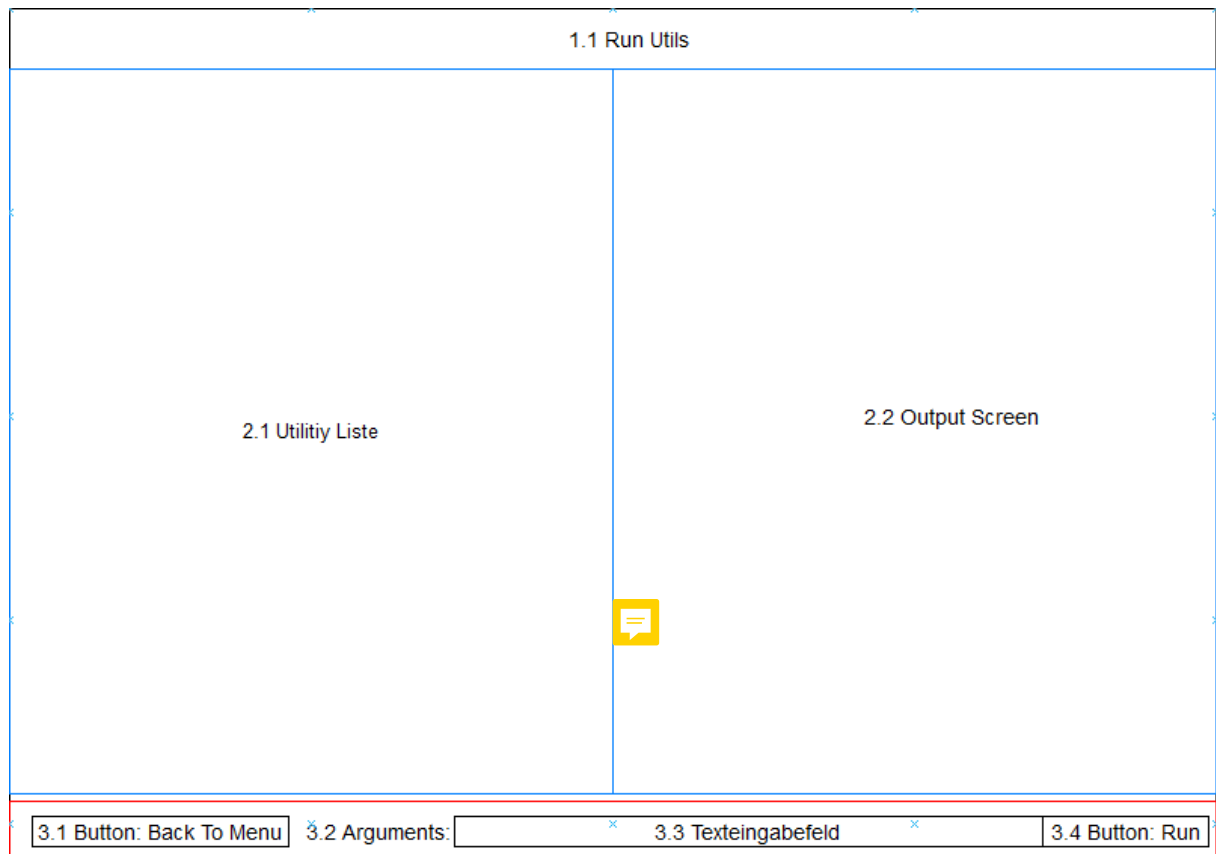 1.1 Run Utils
2.1 Utilitiy Liste
2.2 Output Screen
3.1 Button: Back To Menu
3.2 Arguments:
3.3 Texteingabefeld
3.4 Button: Run